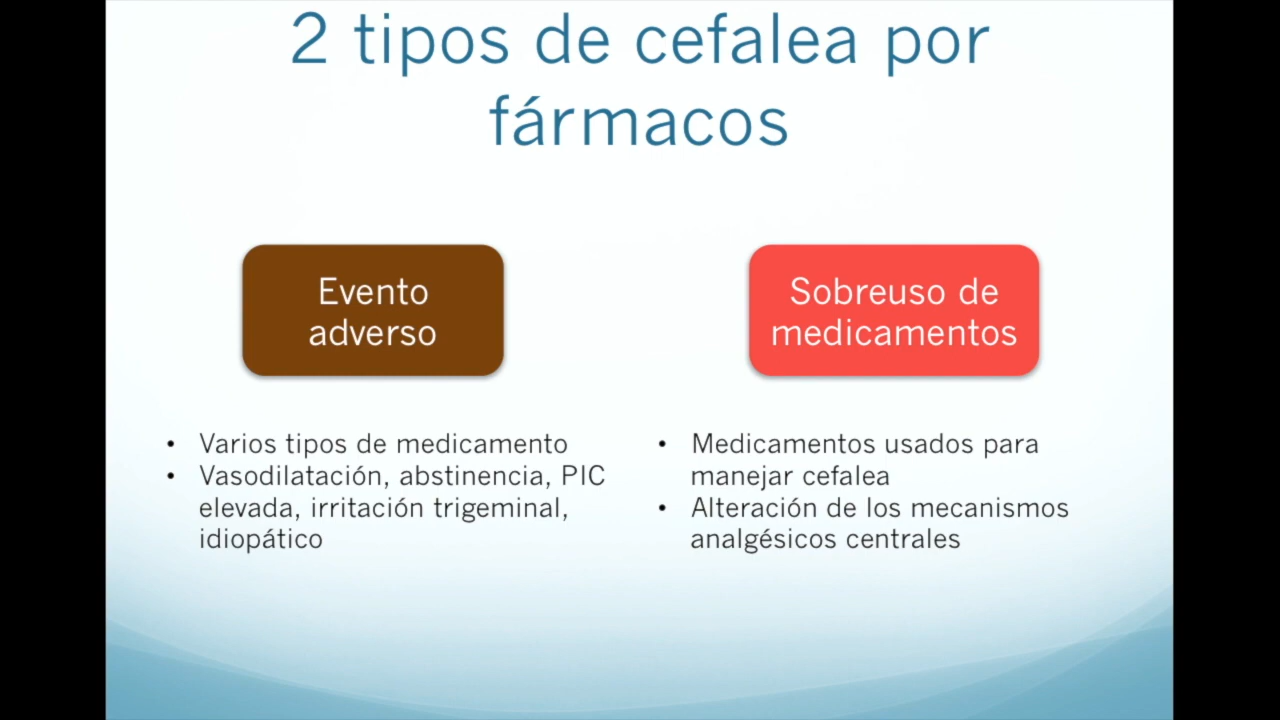 2 tipos de cefalea por
fármacos
Evento
adverso
Sobreuso de
medicamentos
• Varios tipos de medicamento
• Vasodilatación, abstinencia, PIC
elevada, irritación trigeminal,
idiopático
• Medicamentos usados para
manejar cefalea
• Alteración de los mecanismos
analgésicos centrales